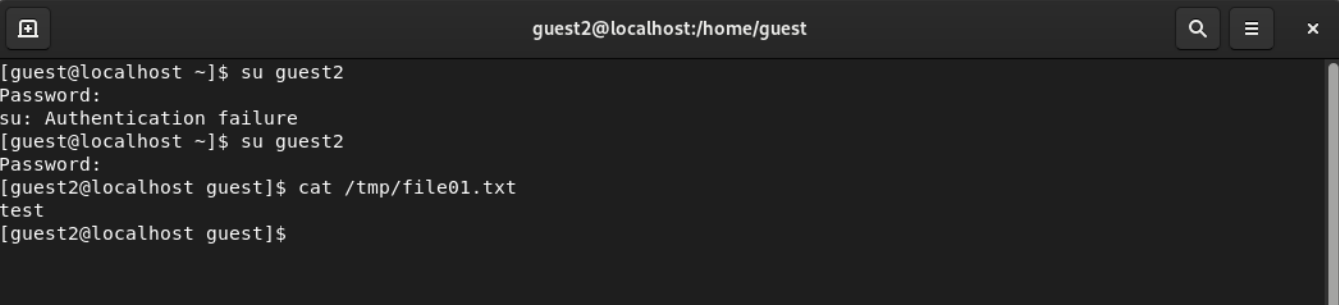 guest2@localhost:/home/guest
[guest@localhost ~]$ su guest2
Password:
su: Authentication failure
[guest@localhost ~]$ su guest2
Password:
[guest2@localhost guest]$ cat /tmp/file01.txt
test
[guest2@localhost guest]$